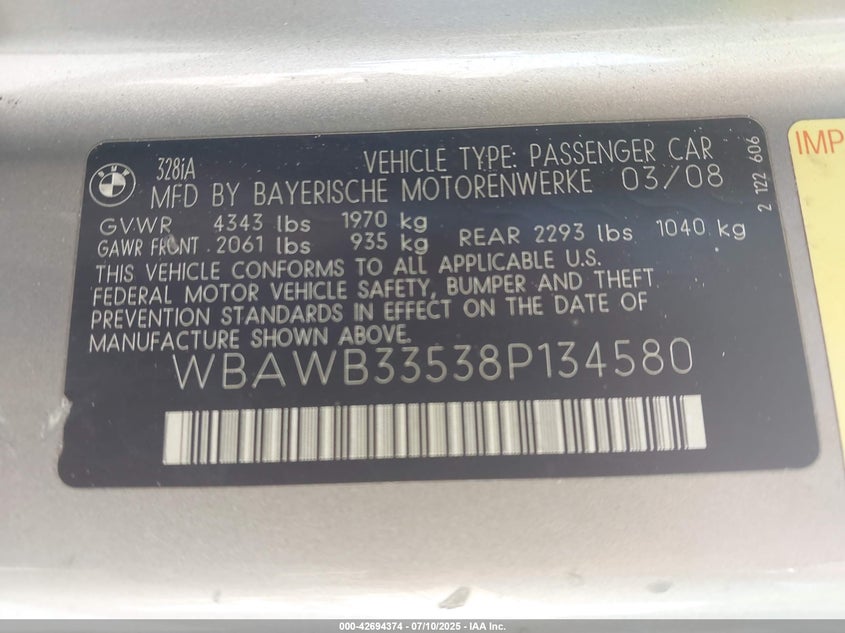 BMW
328iA
VEHICLE TYPE: PASSENGER CAR
MFD BY BAYERISCHE MOTORENWERKE 03/08
GVWR 4343 lbs 1970 kg
GAWR FRONT 2061 lbs 935 kg REAR 2293 lbs 1040 kg
THIS VEHICLE CONFORMS TO ALL APPLICABLE U.S.
FEDERAL MOTOR VEHICLE SAFETY, BUMPER AND THEFT
PREVENTION STANDARDS IN EFFECT ON THE DATE OF
MANUFACTURE SHOWN ABOVE.
WBAWB33538P134580
2 122 606
IMP
000-42694374 - 07/10/2025 - IAA Inc.